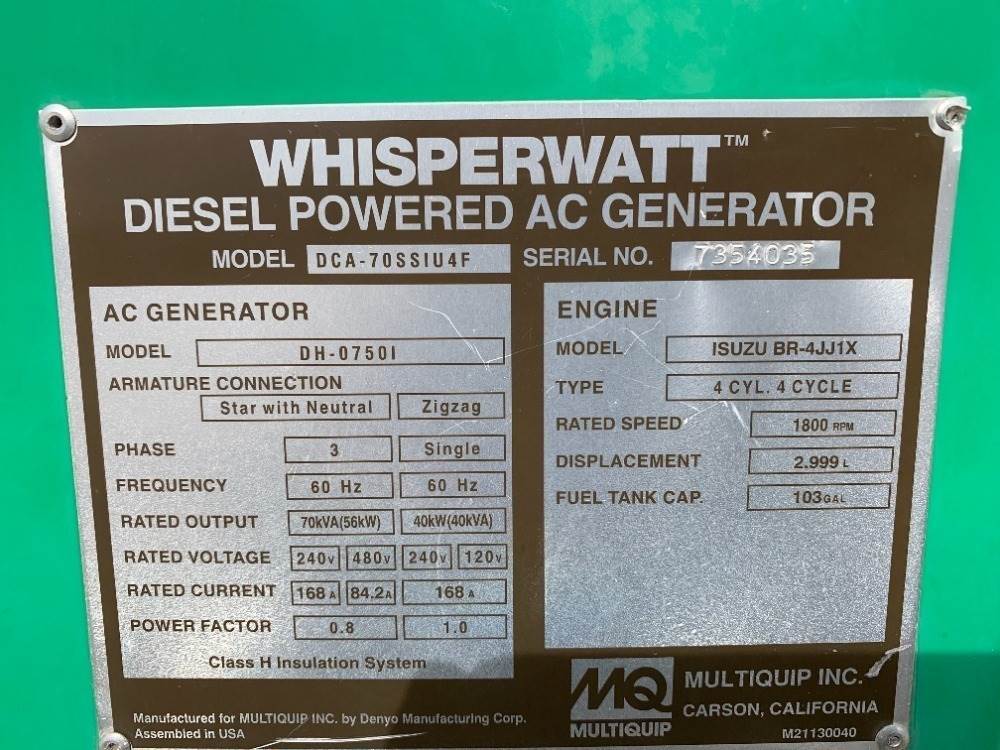 WHISPERWATT™
DIESEL POWERED AC GENERATOR
MODEL DCA-70SSIU4F SERIAL NO. 7354035
AC GENERATOR
MODEL DH-0750I
ARMATURE CONNECTION
Star with Neutral Zigzag
PHASE 3 Single
FREQUENCY 60 Hz 60 Hz
RATED OUTPUT 70kVA(56kW) 40kW(40kVA)
RATED VOLTAGE 240V 480V 240V 120V
RATED CURRENT 168 A 84.2A 168 A
POWER FACTOR 0.8 1.0
Class H Insulation System
ENGINE
MODEL ISUZU BR-4JJ1X
TYPE 4 CYL. 4 CYCLE
RATED SPEED 1800 RPM
DISPLACEMENT 2.999 L
FUEL TANK CAP. 103GAL
Manufactured for MULTIQUIP INC. by Denyo Manufacturing Corp.
Assembled in USA
MQ
MULTIQUIP
MULTIQUIP INC.
CARSON, CALIFORNIA
M21130040